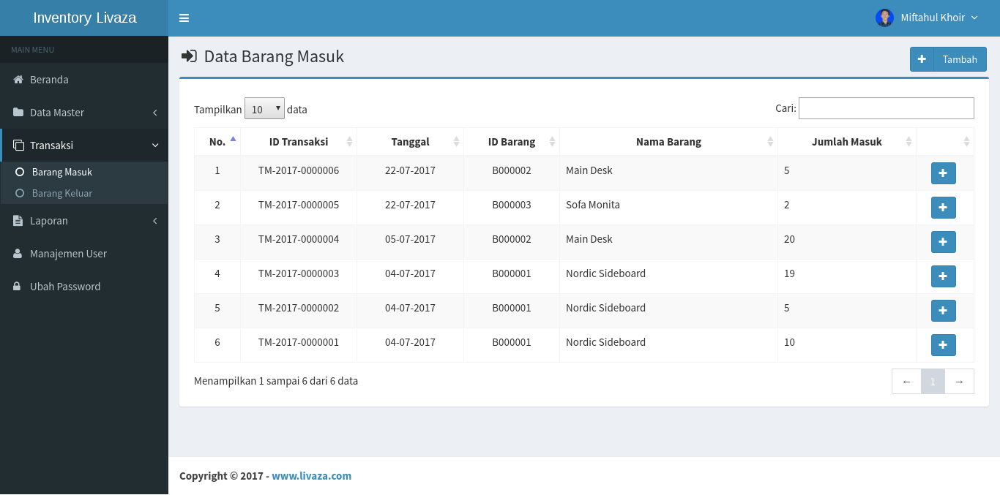 Inventory Livaza
Miftahul Khoir
MAIN MENU
Beranda
Data Master
Transaksi
Barang Masuk
Barang Keluar
Laporan
Manajemen User
Ubah Password
Data Barang Masuk
Tambah
Tampilkan 10 data
Cari:
No. ID Transaksi Tanggal ID Barang Nama Barang Jumlah Masuk
1 TM-2017-0000006 22-07-2017 B000002 Main Desk 5
2 TM-2017-0000005 22-07-2017 B000003 Sofa Monita 2
3 TM-2017-0000004 05-07-2017 B000002 Main Desk 20
4 TM-2017-0000003 04-07-2017 B000001 Nordic Sideboard 19
5 TM-2017-0000002 04-07-2017 B000001 Nordic Sideboard 5
6 TM-2017-0000001 04-07-2017 B000001 Nordic Sideboard 10
Menampilkan 1 sampai 6 dari 6 data
← 1 →
Copyright © 2017 - www.livaza.com